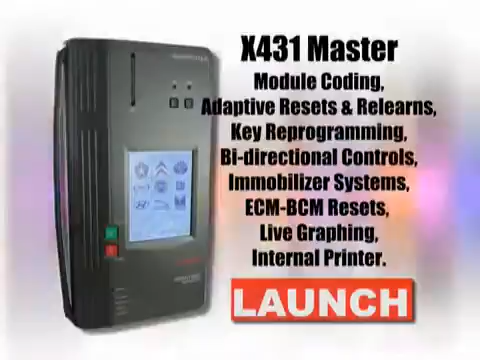 X431 Master
Module Coding,
Adaptive Resets & Relearns,
Key Reprogramming,
Bi-directional Controls,
Immobilizer Systems,
ECM-BCM Resets,
Live Graphing,
Internal Printer.
LAUNCH